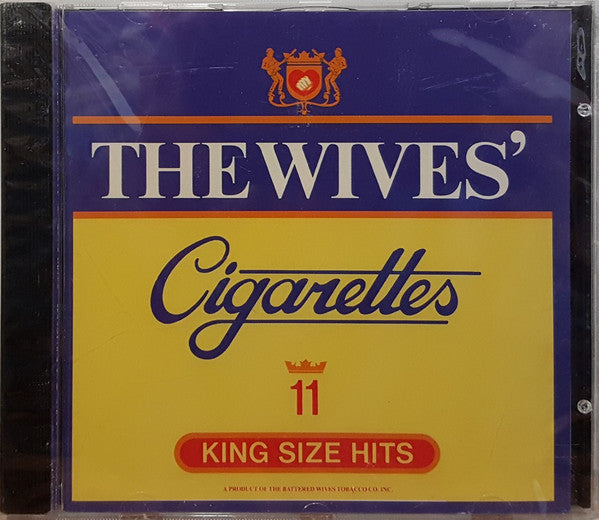 THE WIVES'
Cigarettes
11
KING SIZE HITS
A PRODUCT OF THE BATTERED WIVES TOBACCO CO. INC.